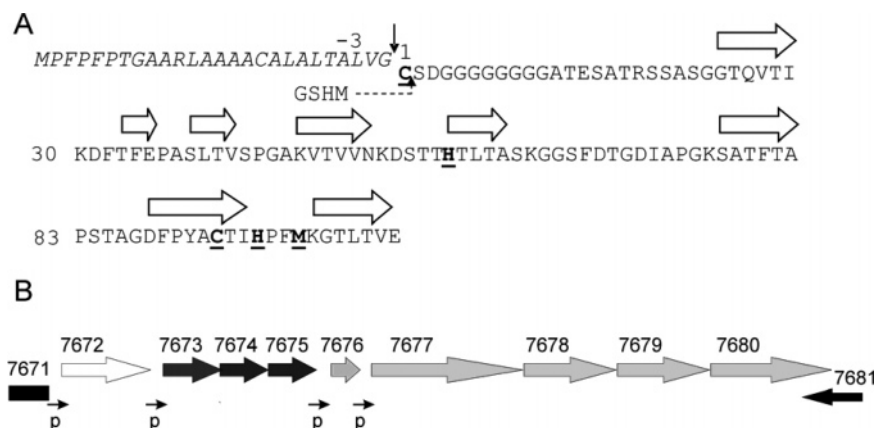 A
-3
MPFPFPTGAARLAAAACALALTALVG
1
CSDGGGGGGGGATESATRSSASGGTQVTI
GSHM
30 KDFTFEPASLTVSPGAKVTVVNKDSTTHTLTASKGGSFDTGDIAPGKSATFTA
83 PSTAGDFPYACTIHPFMKGTLTVE
B
7671 7672 7673 7674 7675 7676 7677 7678 7679 7680 7681
p p p p